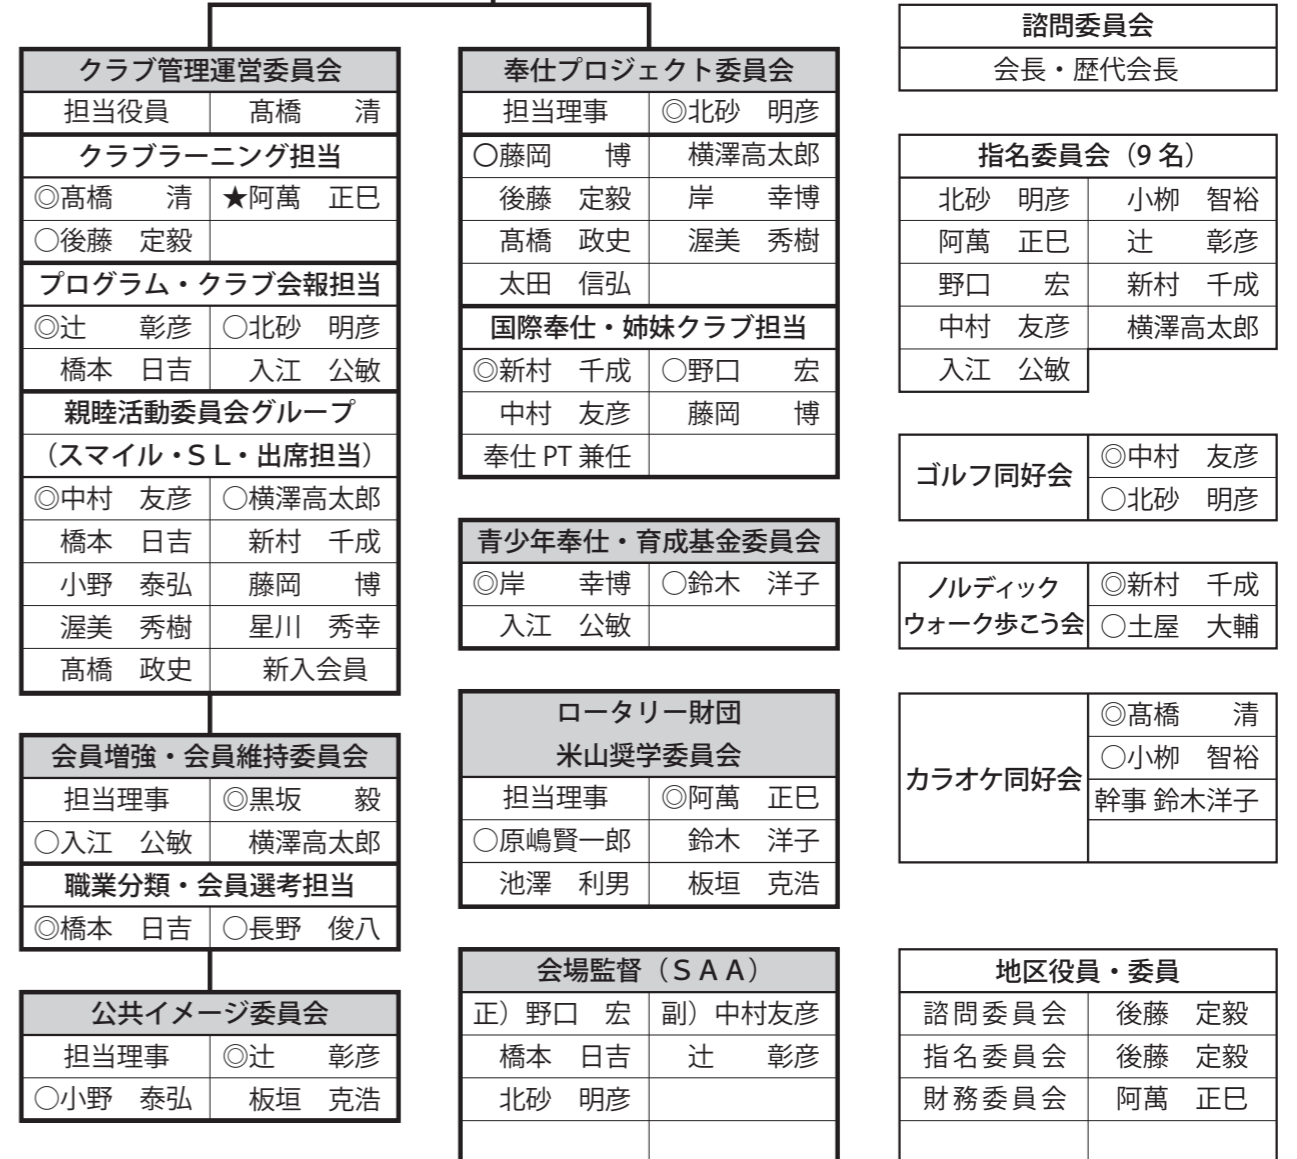 クラブ管理運営委員会
担当役員 髙橋 清
クラブラーニング担当
◎髙橋 清 ★阿萬 正巳
○後藤 定毅
プログラム・クラブ会報担当
◎辻 彰彦 ○北砂 明彦
橋本 日吉 入江 公敏
親睦活動委員会グループ
（スマイル・ＳＬ・出席担当）
◎中村 友彦 ○横澤高太郎
橋本 日吉 新村 千成
小野 泰弘 藤岡 博
渥美 秀樹 星川 秀幸
髙橋 政史 新入会員
会員増強・会員維持委員会
担当理事 ◎黒坂 毅
○入江 公敏 横澤高太郎
職業分類・会員選考担当
◎橋本 日吉 ○長野 俊八
公共イメージ委員会
担当理事 ◎辻 彰彦
○小野 泰弘 板垣 克浩
奉仕プロジェクト委員会
担当理事 ◎北砂 明彦
○藤岡 博 横澤高太郎
後藤 定毅 岸 幸博
髙橋 政史 渥美 秀樹
太田 信弘
国際奉仕・姉妹クラブ担当
◎新村 千成 ○野口 宏
中村 友彦 藤岡 博
奉仕 PT 兼任
青少年奉仕・育成基金委員会
◎岸 幸博 ○鈴木 洋子
入江 公敏
ロータリー財団
米山奨学委員会
担当理事 ◎阿萬 正巳
○原嶋賢一郎 鈴木 洋子
池澤 利男 板垣 克浩
会場監督（ＳＡＡ）
正）野口 宏 副）中村友彦
橋本 日吉 辻 彰彦
北砂 明彦
諮問委員会
会長・歴代会長
指名委員会（9 名）
北砂 明彦 小栁 智裕
阿萬 正巳 辻 彰彦
野口 宏 新村 千成
中村 友彦 横澤高太郎
入江 公敏
ゴルフ同好会
◎中村 友彦
○北砂 明彦
ノルディック
ウォーク歩こう会
◎新村 千成
○土屋 大輔
カラオケ同好会
◎髙橋 清
○小栁 智裕
幹事 鈴木洋子
地区役員・委員
諮問委員会 後藤 定毅
指名委員会 後藤 定毅
財務委員会 阿萬 正巳